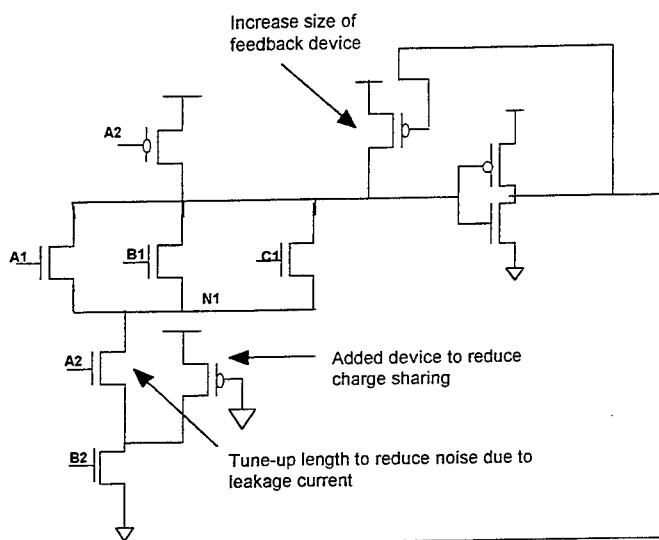 Increase size of
feedback device
A2
A1
B1
C1
N1
A2
Added device to reduce
charge sharing
B2
Tune-up length to reduce noise due to
leakage current